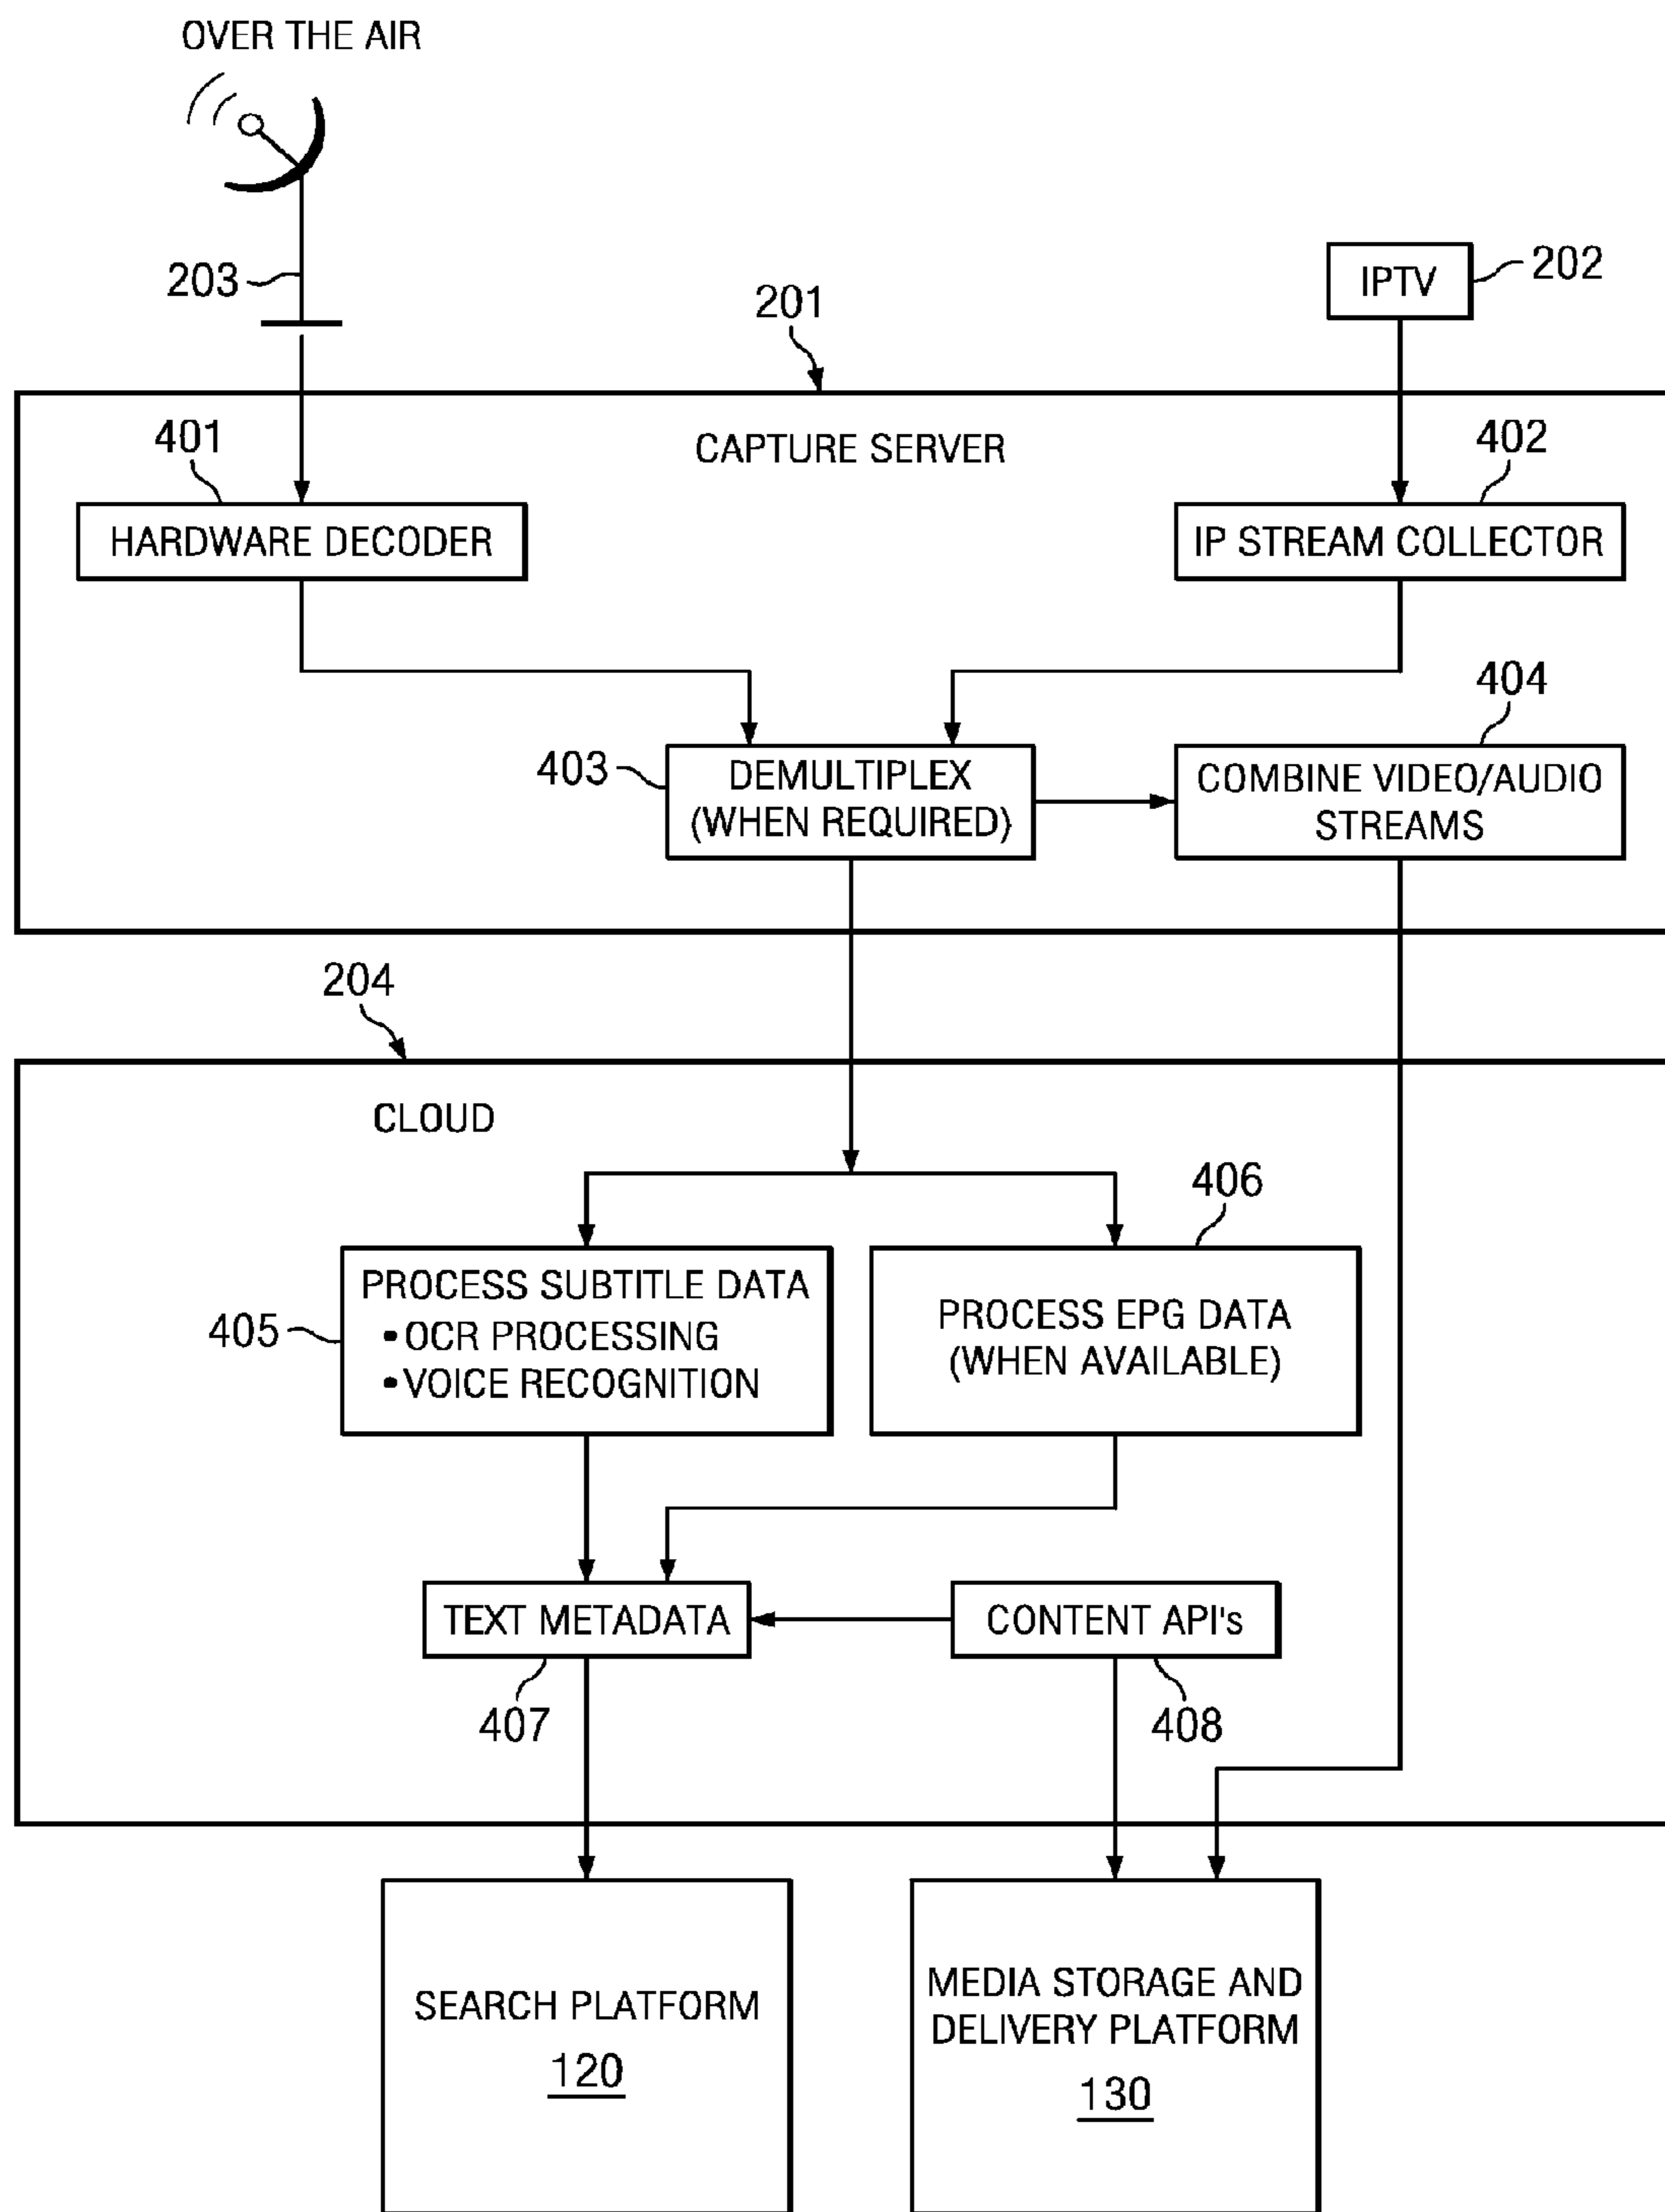 OVER THE AIR
203
201
IPTV
202
401
CAPTURE SERVER
402
HARDWARE DECODER
IP STREAM COLLECTOR
404
403
DEMULTIPLEX
(WHEN REQUIRED)
COMBINE VIDEO/AUDIO
STREAMS
204
CLOUD
406
405
PROCESS SUBTITLE DATA
• OCR PROCESSING
• VOICE RECOGNITION
PROCESS EPG DATA
(WHEN AVAILABLE)
TEXT METADATA
CONTENT API's
407
408
SEARCH PLATFORM
120
MEDIA STORAGE AND
DELIVERY PLATFORM
130